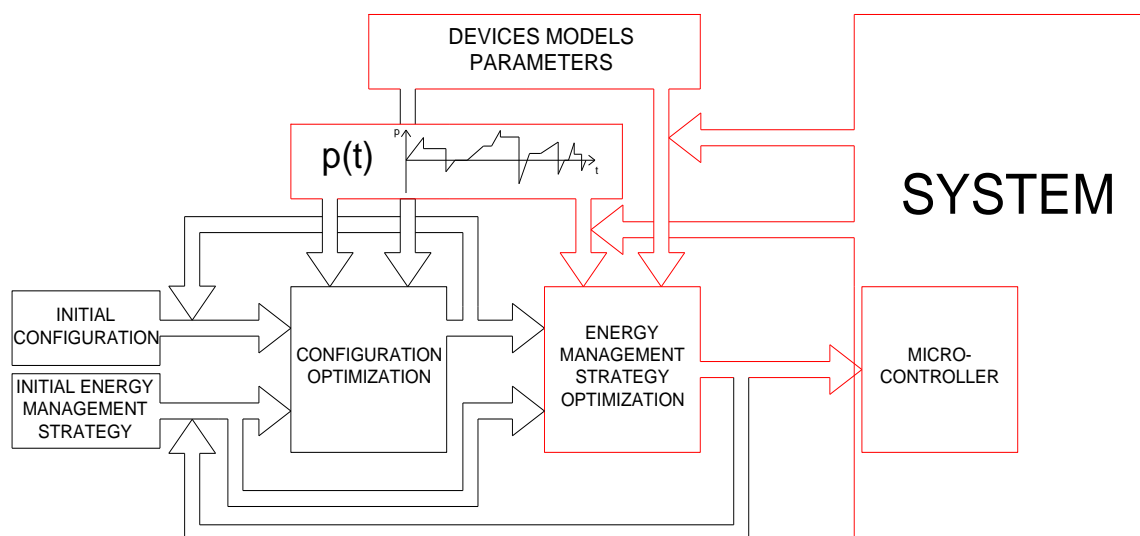 DEVICES MODELS
PARAMETERS
p
p(t)
t
SYSTEM
INITIAL
CONFIGURATION
CONFIGURATION
OPTIMIZATION
ENERGY
MANAGEMENT
STRATEGY
OPTIMIZATION
MICRO-
CONTROLLER
INITIAL ENERGY
MANAGEMENT
STRATEGY